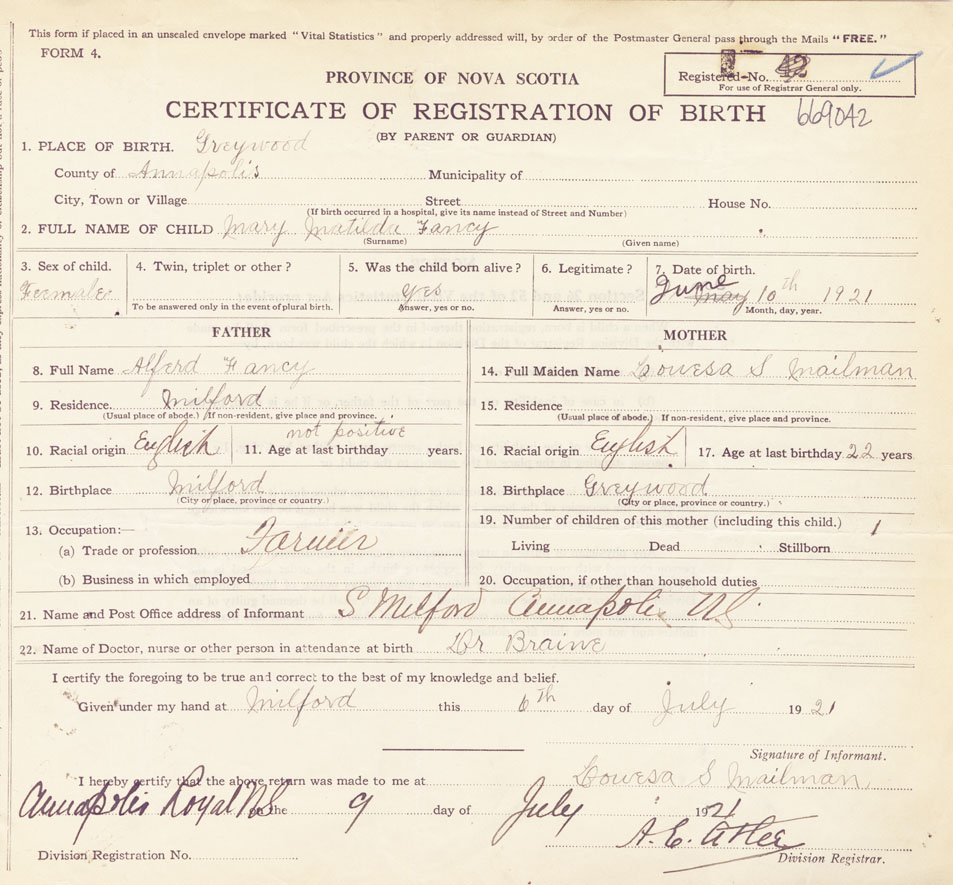 This form if placed in an unsealed envelope marked "Vital Statistics" and properly addressed will, by order of the Postmaster General pass through the Mails "FREE."
FORM 4.
Registered No. 42
For use of Registrar General only.
PROVINCE OF NOVA SCOTIA
CERTIFICATE OF REGISTRATION OF BIRTH 669042
(BY PARENT OR GUARDIAN)
1. PLACE OF BIRTH. Greywood
County of Annapolis Municipality of
City, Town or Village Street House No.
(If birth occurred in a hospital, give its name instead of Street and Number)
2. FULL NAME OF CHILD Mary Matilda Fancy
(Surname) (Given name)
3. Sex of child. 4. Twin, triplet or other? 5. Was the child born alive? 6. Legitimate? 7. Date of birth.
Fermale yes June May 10th 1921
To be answered only in the event of plural birth. Answer, yes or no. Answer, yes or no. Month, day, year.
FATHER
8. Full Name Alferd Fancy
9. Residence. Milford
(Usual place of abode.) If non-resident, give place and province.
not positive
10. Racial origin English 11. Age at last birthday years.
12. Birthplace Milford
(City or place, province or country.)
13. Occupation:—
(a) Trade or profession Farmer
(b) Business in which employed
MOTHER
14. Full Maiden Name Lowesa S Mailman
15. Residence
(Usual place of abode.) If non-resident, give place and province.
16. Racial origin English 17. Age at last birthday 22 years
18. Birthplace Greywood
(City or place, province or country.)
19. Number of children of this mother (including this child.) 1
Living Dead Stillborn
20. Occupation, if other than household duties
21. Name and Post Office address of Informant S Milford Annapolis N.S.
22. Name of Doctor, nurse or other person in attendance at birth Dr Braine
I certify the foregoing to be true and correct to the best of my knowledge and belief.
Given under my hand at Milford this 6th day of July 1921
Signature of Informant.
I hereby certify that the above return was made to me at Lowesa S Mailman
Annapolis Royal N.S. on the 9 day of July 1921
A. E. Atlee
Division Registration No. Division Registrar.